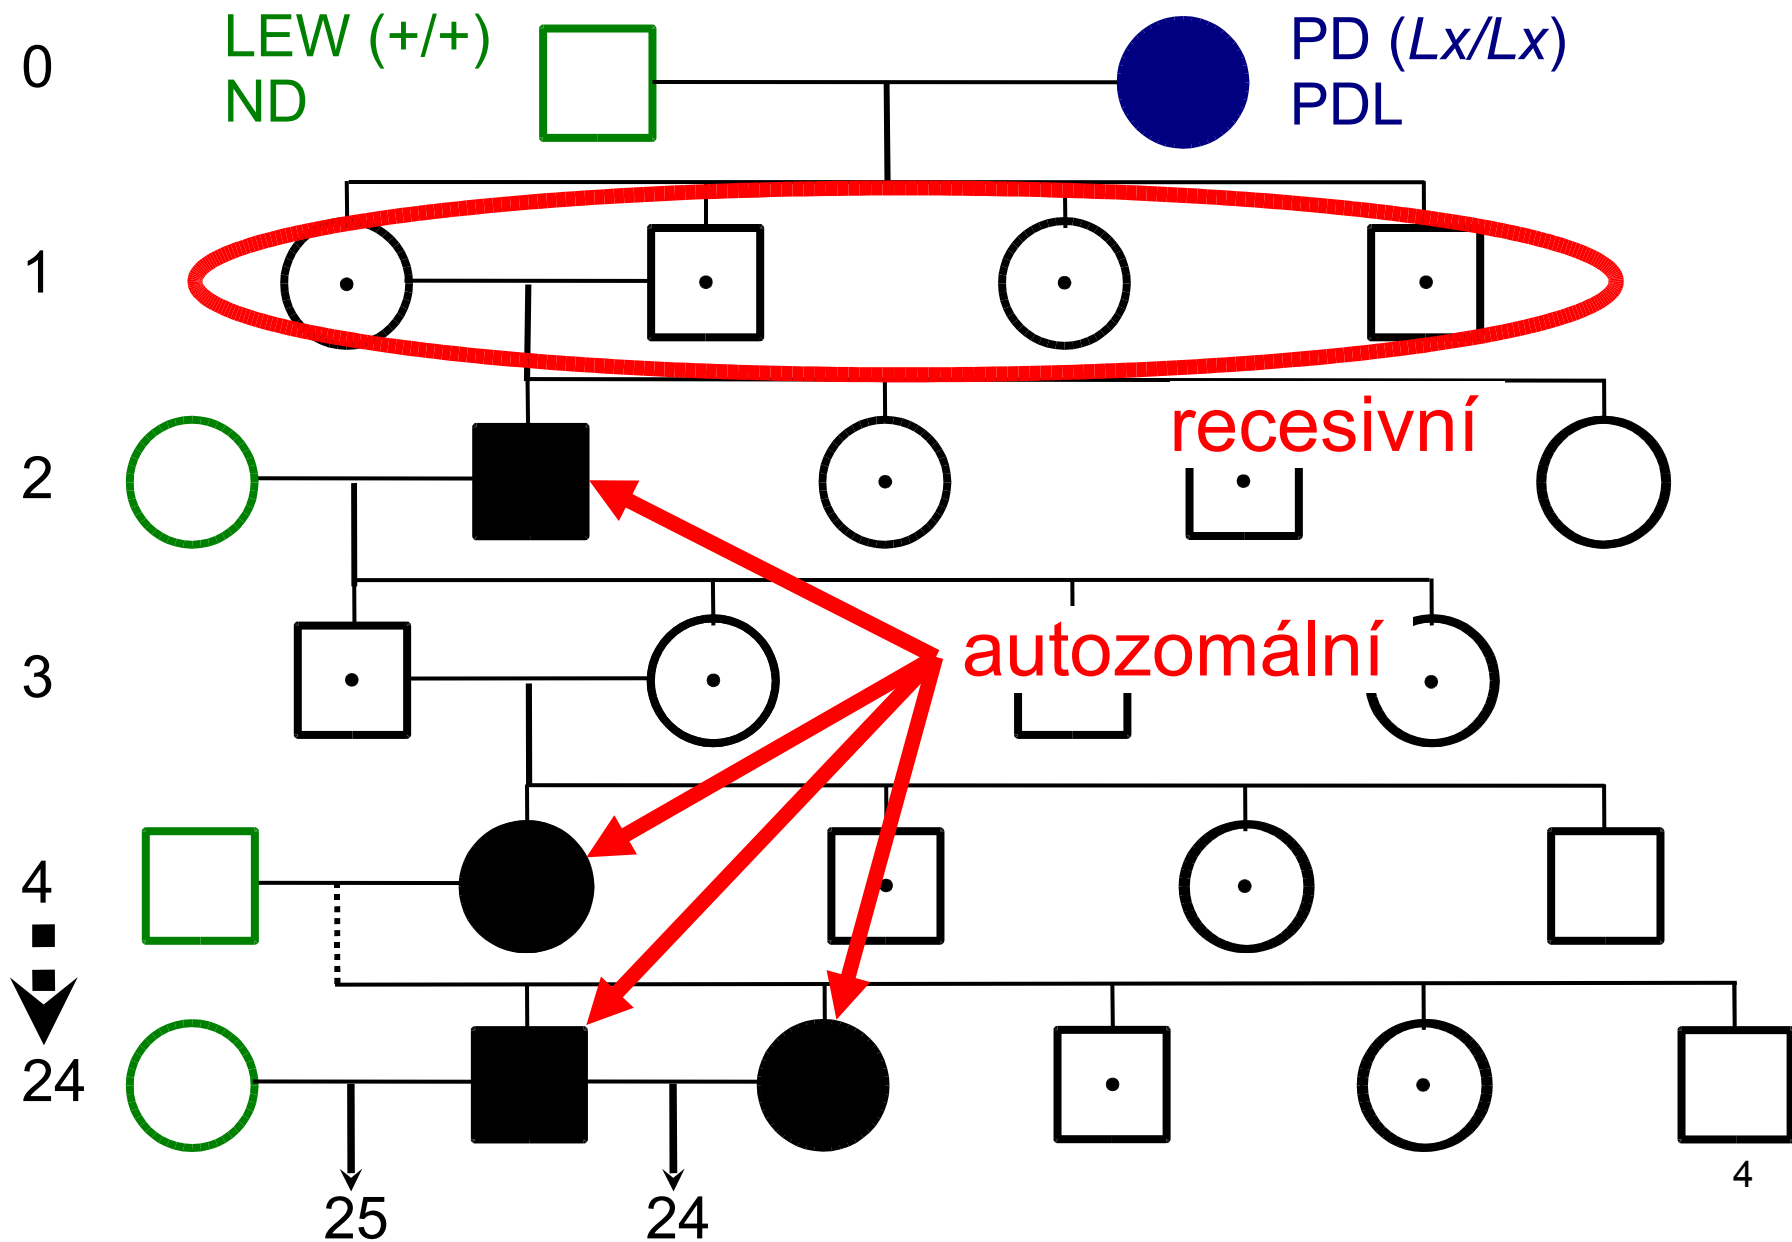 0
LEW (+/+)
ND
PD (Lx/Lx)
PDL
1
recesivní
2
autozomální
3
4
24
4
25
24